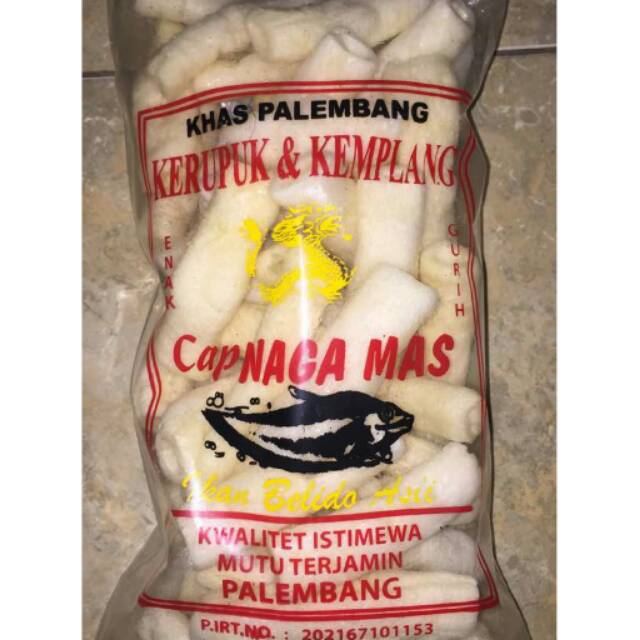 KHAS PALEMBANG
KERUPUK & KEMPLANG
ENAK
GURIH
Cap NAGA MAS
Ikan Belido Asli
KWALITET ISTIMEWA
MUTU TERJAMIN
PALEMBANG
P.IRT.NO. : 202167101153